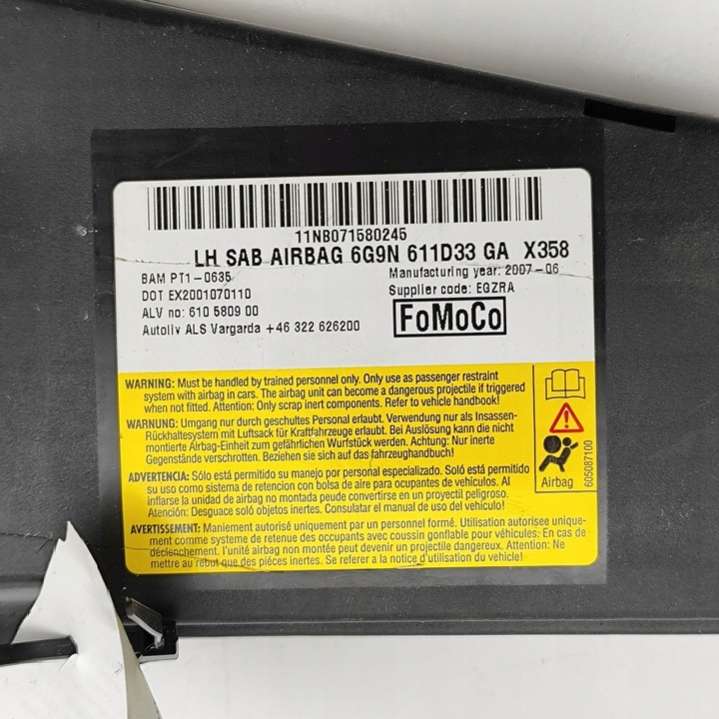 11NB071580245
LH SAB AIRBAG 6G9N 611D33 GA X358
BAM PT1-0635
Manufacturing year: 2007-06
DOT EX2001070110
Supplier code: EGZRA
ALV no: 610 5809 00
FoMoCo
Autoliv ALS Vargarda +46 322 626200
WARNING: Must be handled by trained personnel only. Only use as passenger restraint
system with airbag in cars. The airbag unit can become a dangerous projectile if triggered
when not fitted. Attention: Only scrap inert components. Refer to vehicle handbook!
WARNUNG: Umgang nur durch geschultes Personal erlaubt. Verwendung nur als Insassen-
Rückhaltesystem mit Luftsack für Kraftfahrzeuge erlaubt. Bei Auslösung kann die nicht
montierte Airbag-Einheit zum gefährlichen Wurfstück werden. Achtung: Nur inerte
Gegenstände verschrotten. Beziehen sie sich auf das fahrzeughandbuch!
ADVERTENCIA: Sólo está permitido su manejo por personal especializado. Soló está permitido
su uso como sistema de retencion con bolsa de aire para ocupantes de vehículos. Al
inflarse la unidad de airbag no montada peude convertirse en un proyectil peligroso.
Atención: Desguace soló objetos inertes. Consulatar el manual de uso del vehículo!
AVERTISSEMENT: Maniement autorisé uniquement par un personnel formé. Utilisation autorisee unique-
ment comme systeme de retenue des occupants avec coussin gonflable pour véhicules: En cas de
déclenchement. l'unité airbag non montée peut devenir un projectile dangereux. Attention: Ne
mettre au rebut que des piéces inertes. Se referer a la notice d'utilisation du vehicle!
Airbag
605087100